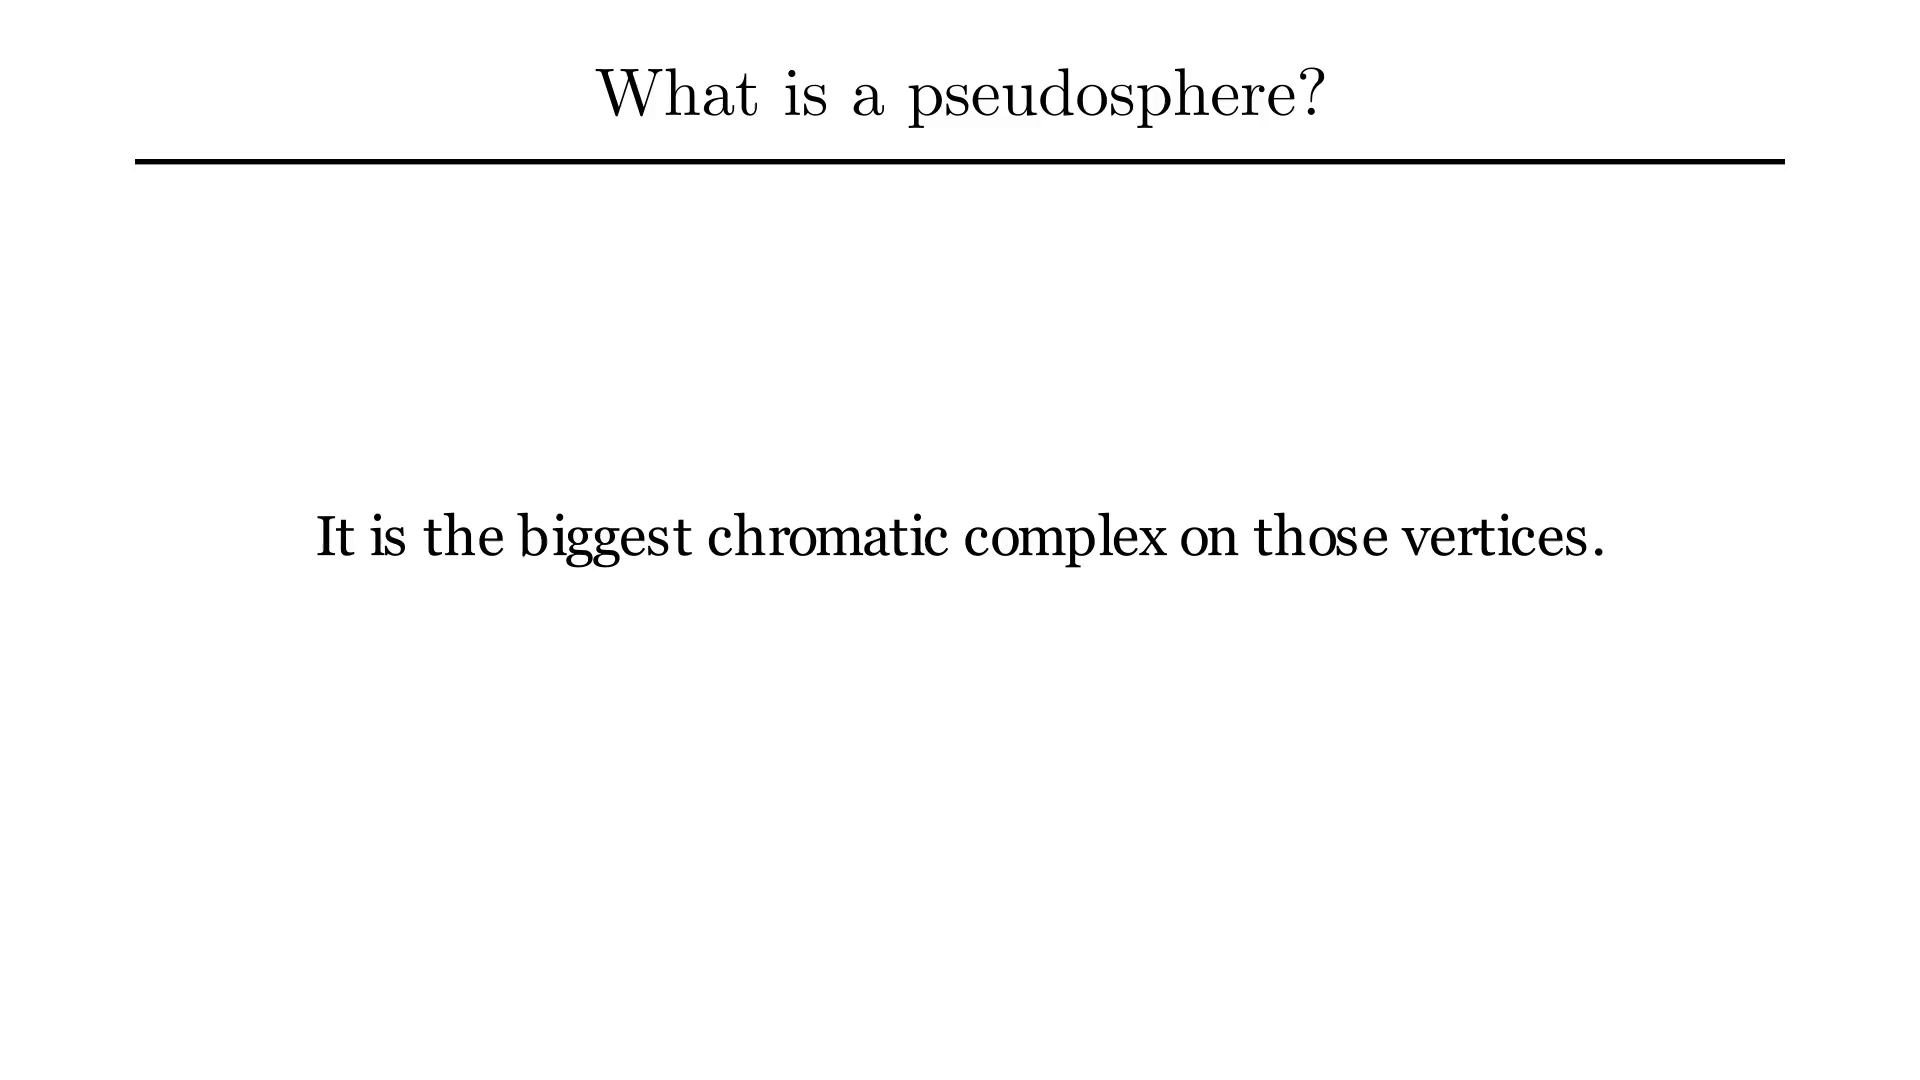 What is a pseudosphere?
It is the biggest chromatic complex on those vertices.